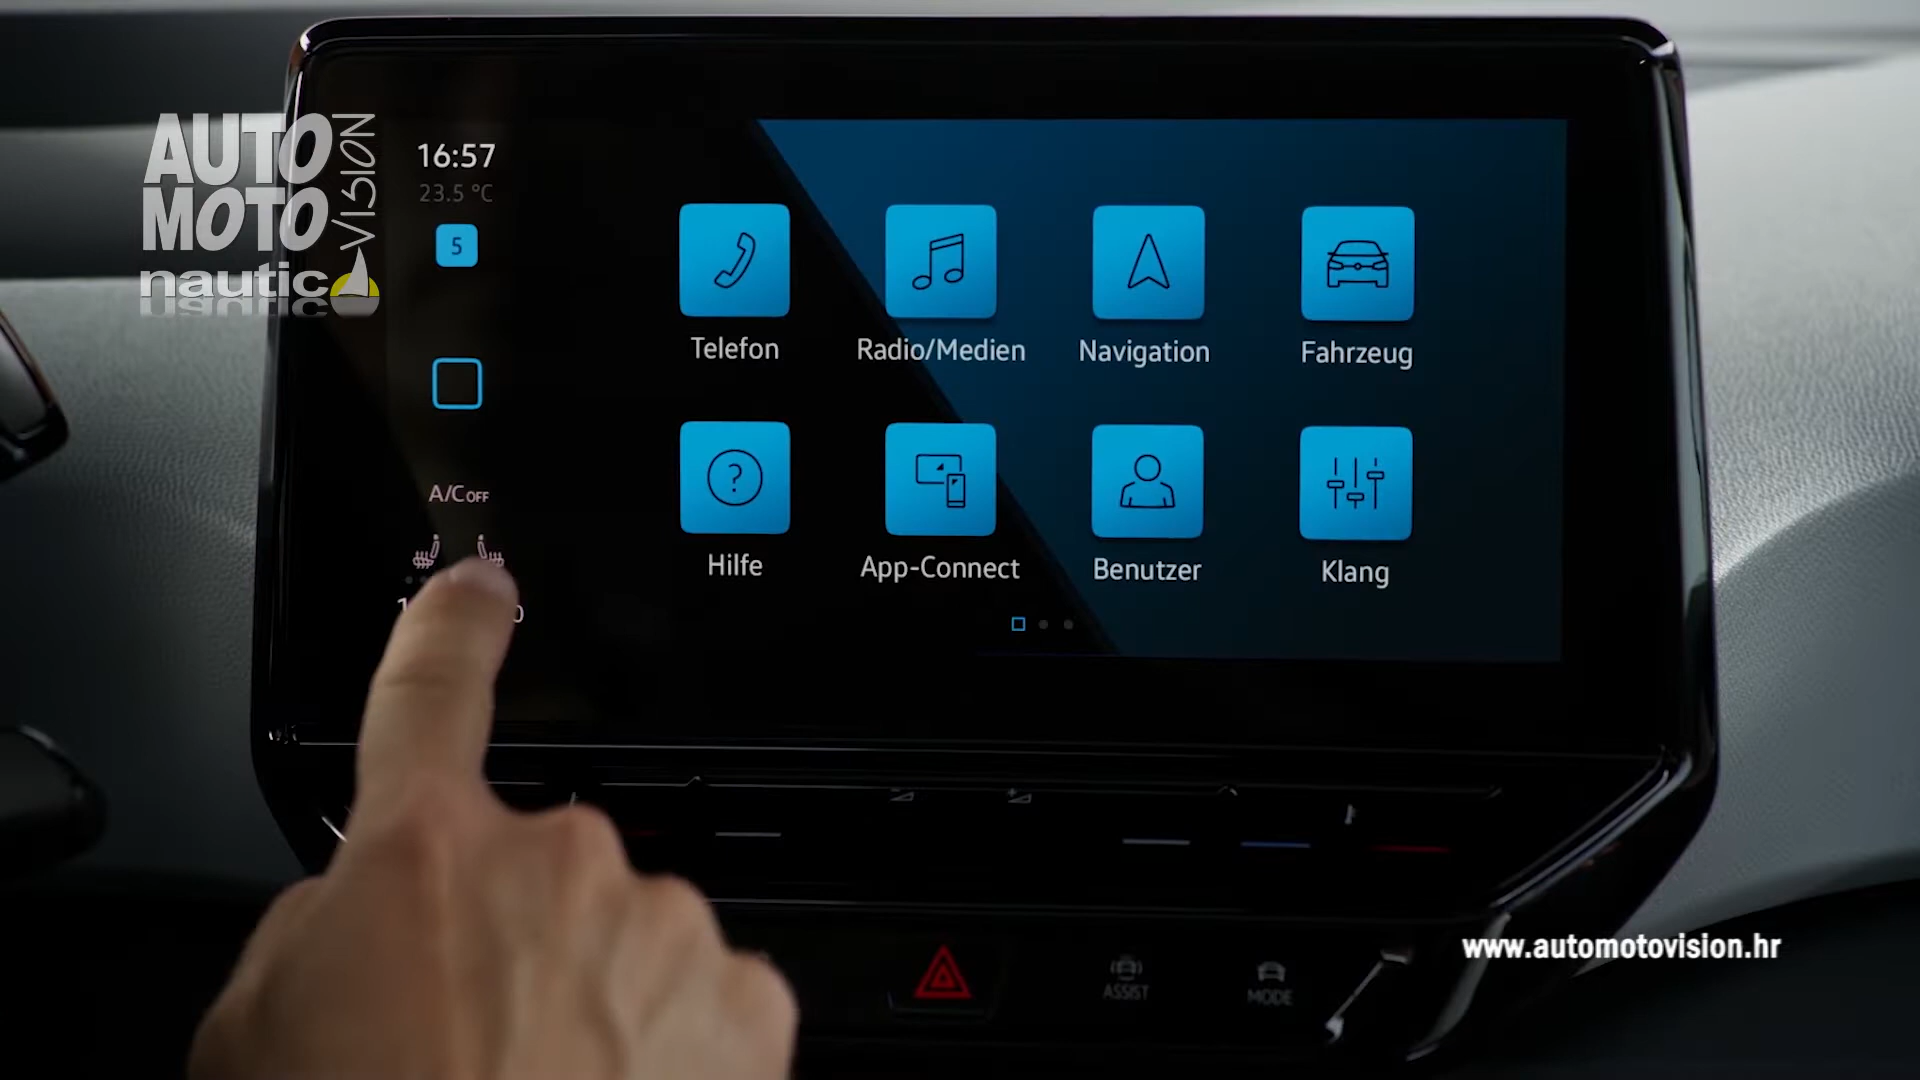 AUTO
MOTO
VISION
nautic
16:57
23.5 °C
5
Telefon
Radio/Medien
Navigation
Fahrzeug
A/C OFF
Hilfe
App-Connect
Benutzer
Klang
ASSIST
MODE
www.automotovision.hr